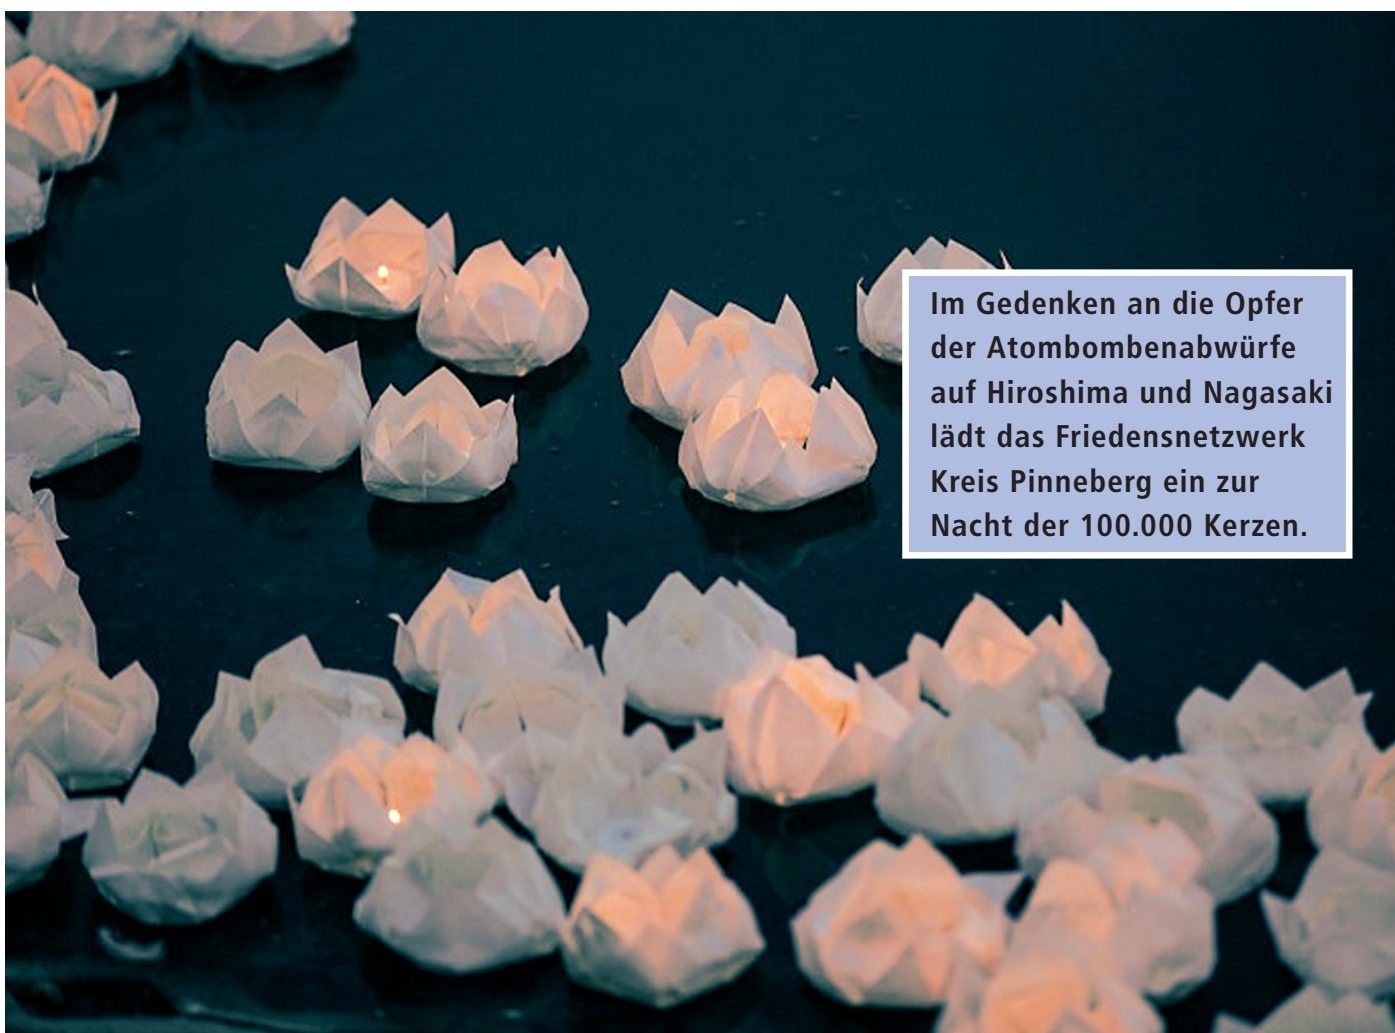 Im Gedenken an die Opfer
der Atombombenabwürfe
auf Hiroshima und Nagasaki
lädt das Friedensnetzwerk
Kreis Pinneberg ein zur
Nacht der 100.000 Kerzen.